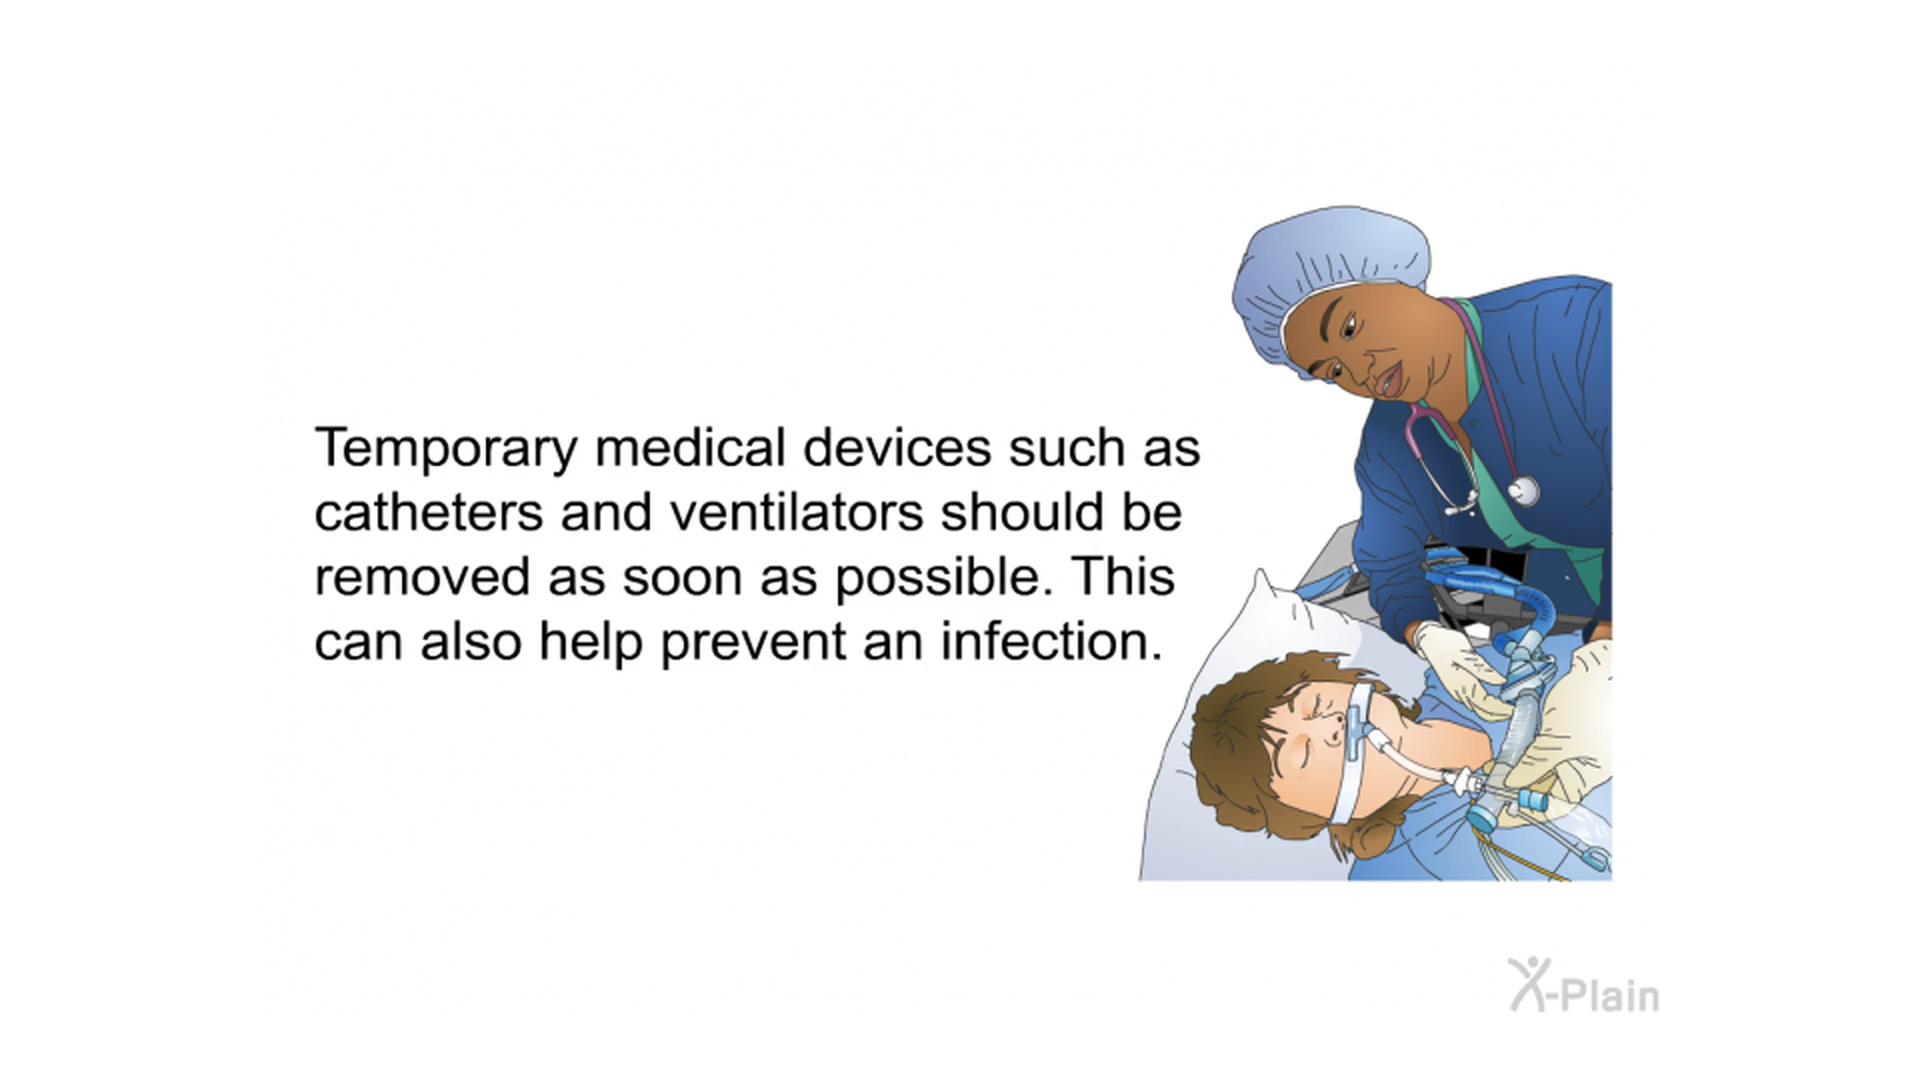 Temporary medical devices such as
catheters and ventilators should be
removed as soon as possible. This
can also help prevent an infection.
X-Plain